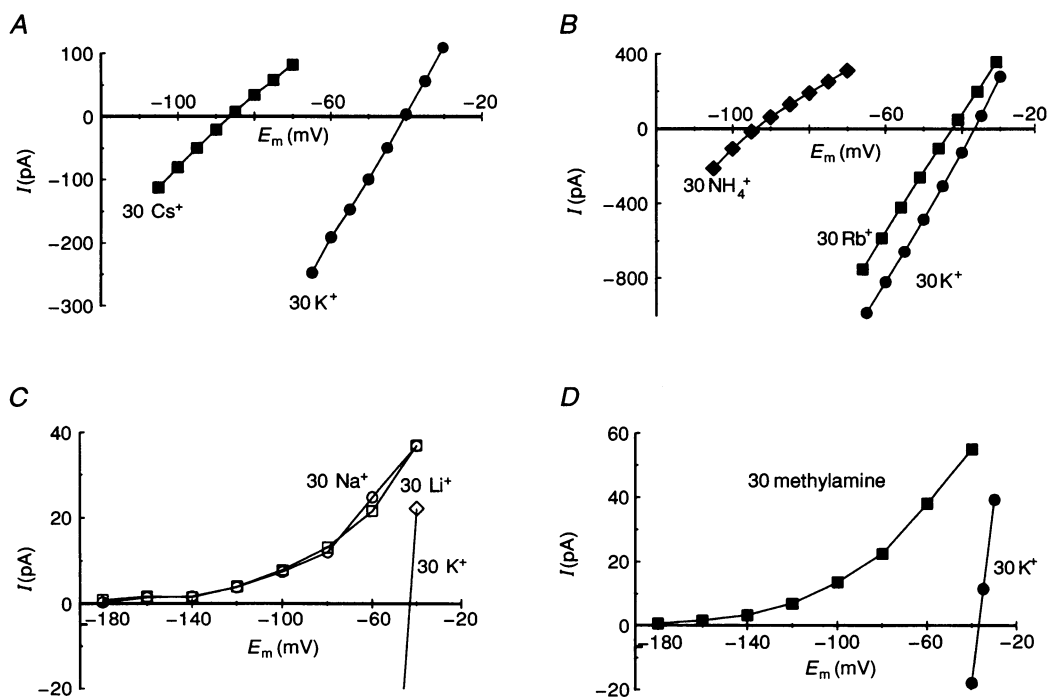 A
100
0
−100
−200
−300
I (pA)
−100
−60
−20
Em (mV)
30 Cs+
30 K+
B
400
0
−400
−800
I (pA)
−100
−60
−20
Em (mV)
30 NH4+
30 Rb+
30 K+
C
40
20
0
−20
I (pA)
−180
−140
−100
−60
−20
Em (mV)
30 Na+
30 Li+
30 K+
D
60
40
20
0
−20
I (pA)
−180
−140
−100
−60
−20
Em (mV)
30 methylamine
30 K+